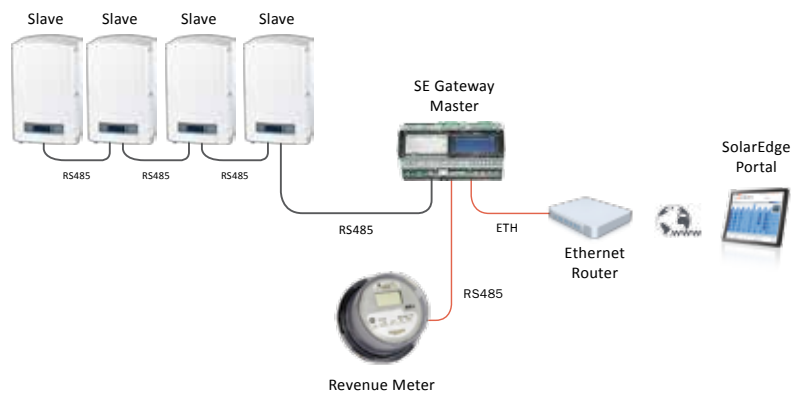 Slave
Slave
Slave
Slave
SE Gateway
Master
SolarEdge
Portal
RS485
RS485
RS485
RS485
ETH
www
Ethernet
Router
RS485
Revenue Meter